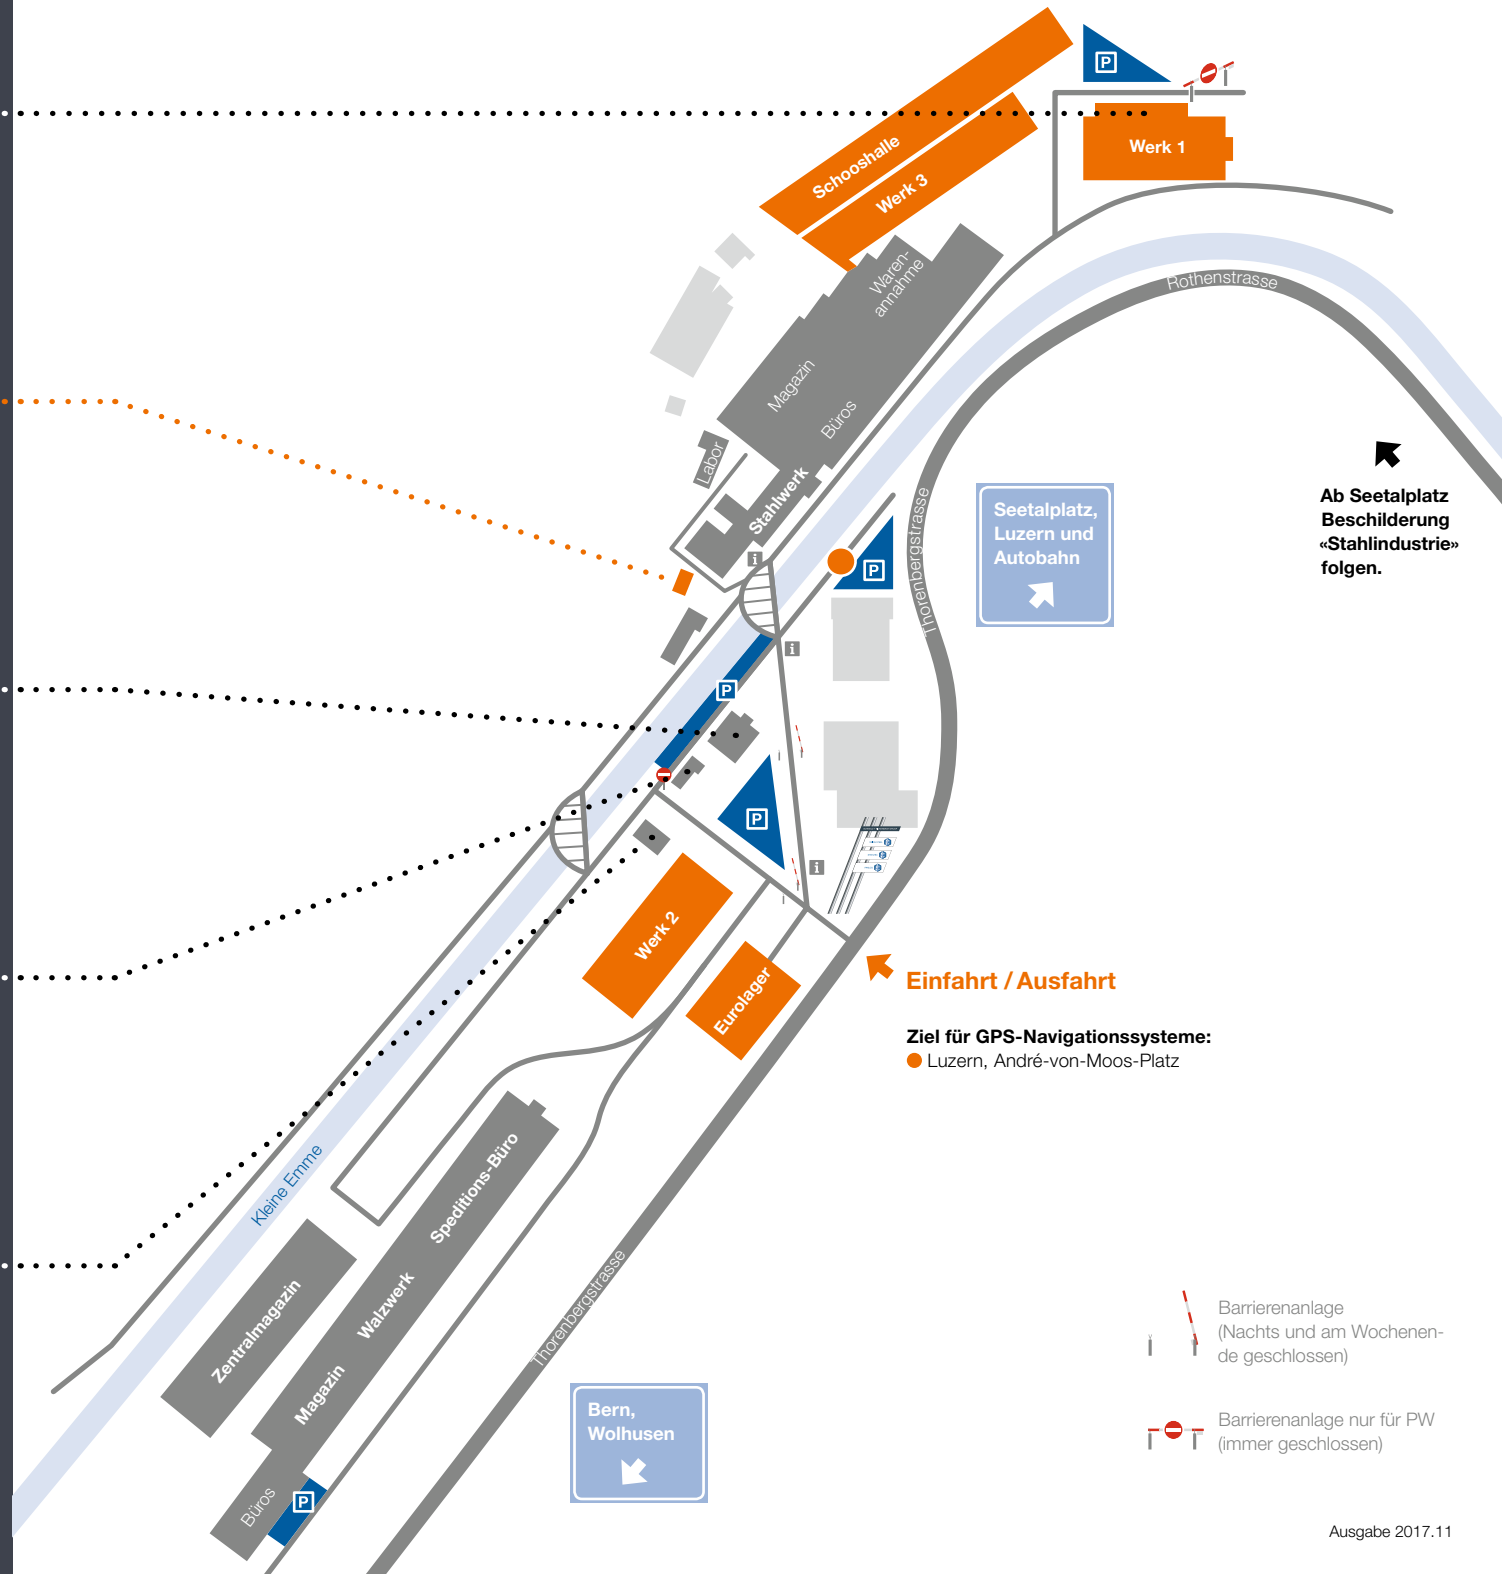 P
Werk 1
Schooshalle
Werk 3
Waren-
annahme
Rothenstrasse
Magazin
Büros
Labor
Stahlwerk
Ab Seetalplatz
Beschilderung
«Stahlindustrie»
folgen.
Seetalplatz,
Luzern und
Autobahn
Thorenbergstrasse
i
P
i
P
P
i
Werk 2
Eurolager
Einfahrt / Ausfahrt
Ziel für GPS-Navigationssysteme:
Luzern, André-von-Moos-Platz
Kleine Emme
Speditions-Büro
Walzwerk
Zentralmagazin
Magazin
Thorenbergstrasse
Büros
P
Bern,
Wolhusen
Barrierenanlage
(Nachts und am Wochenen-
de geschlossen)
Barrierenanlage nur für PW
(immer geschlossen)
Ausgabe 2017.11